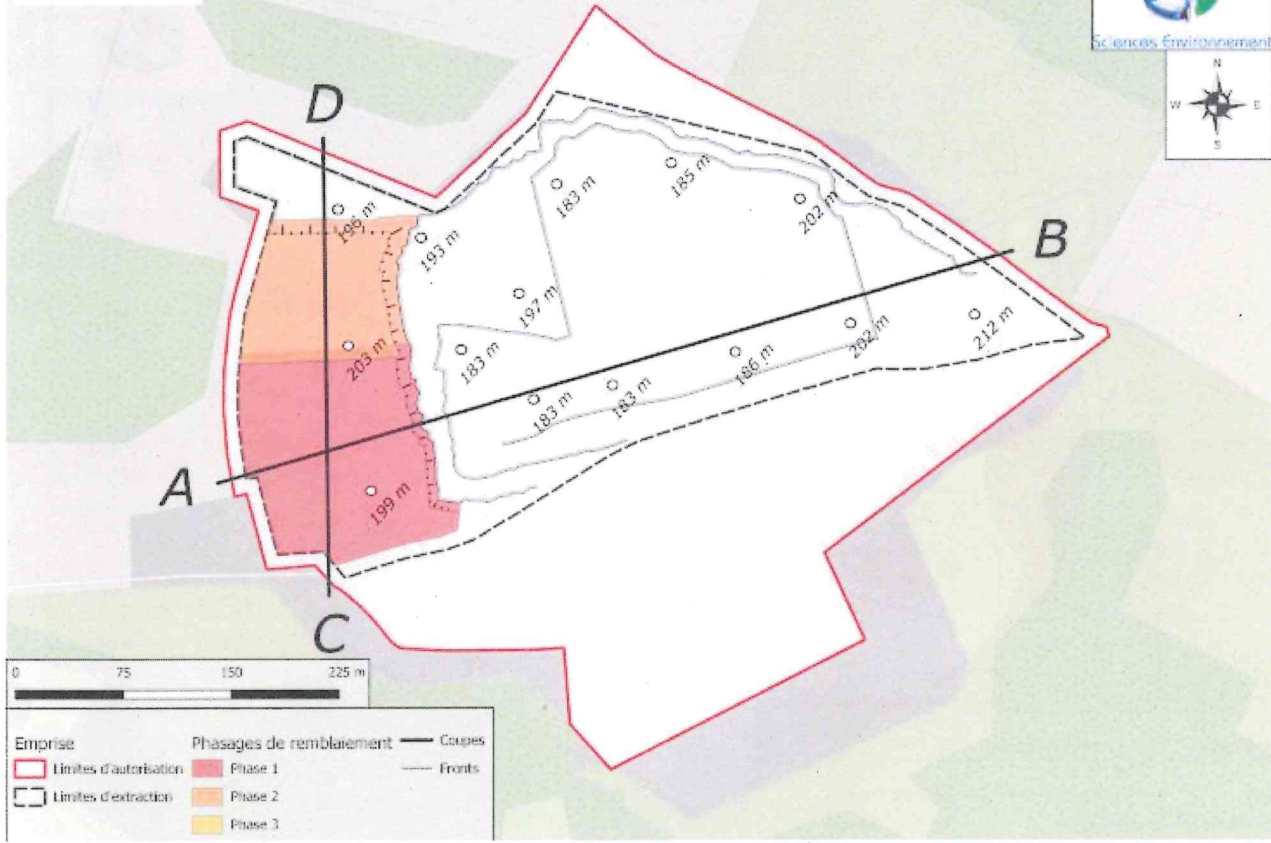 Sciences Environnement
N
W E
S
D
196 m
193 m
183 m
185 m
202 m
B
197 m
203 m
183 m
202 m
212 m
186 m
183 m
183 m
A
199 m
C
0 75 150 225 m
Emprise
Limites d'autorisation
Limites d'extraction
Phasages de remblaiement
Phase 1
Phase 2
Phase 3
Coupes
Fronts